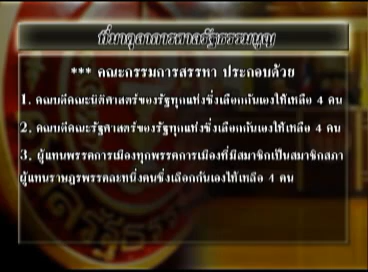 ที่มาตุลาการศาลรัฐธรรมนูญ
*** คณะกรรมการสรรหา ประกอบด้วย
1. คณบดีคณะนิติศาสตร์ของรัฐทุกแห่งซึ่งเลือกกันเองให้เหลือ 4 คน
2. คณบดีคณะรัฐศาสตร์ของรัฐทุกแห่งซึ่งเลือกกันเองให้เหลือ 4 คน
3. ผู้แทนพรรคการเมืองทุกพรรคการเมืองที่มีสมาชิกเป็นสมาชิกสภา
ผู้แทนราษฎรพรรคละหนึ่งคนซึ่งเลือกกันเองให้เหลือ 4 คน